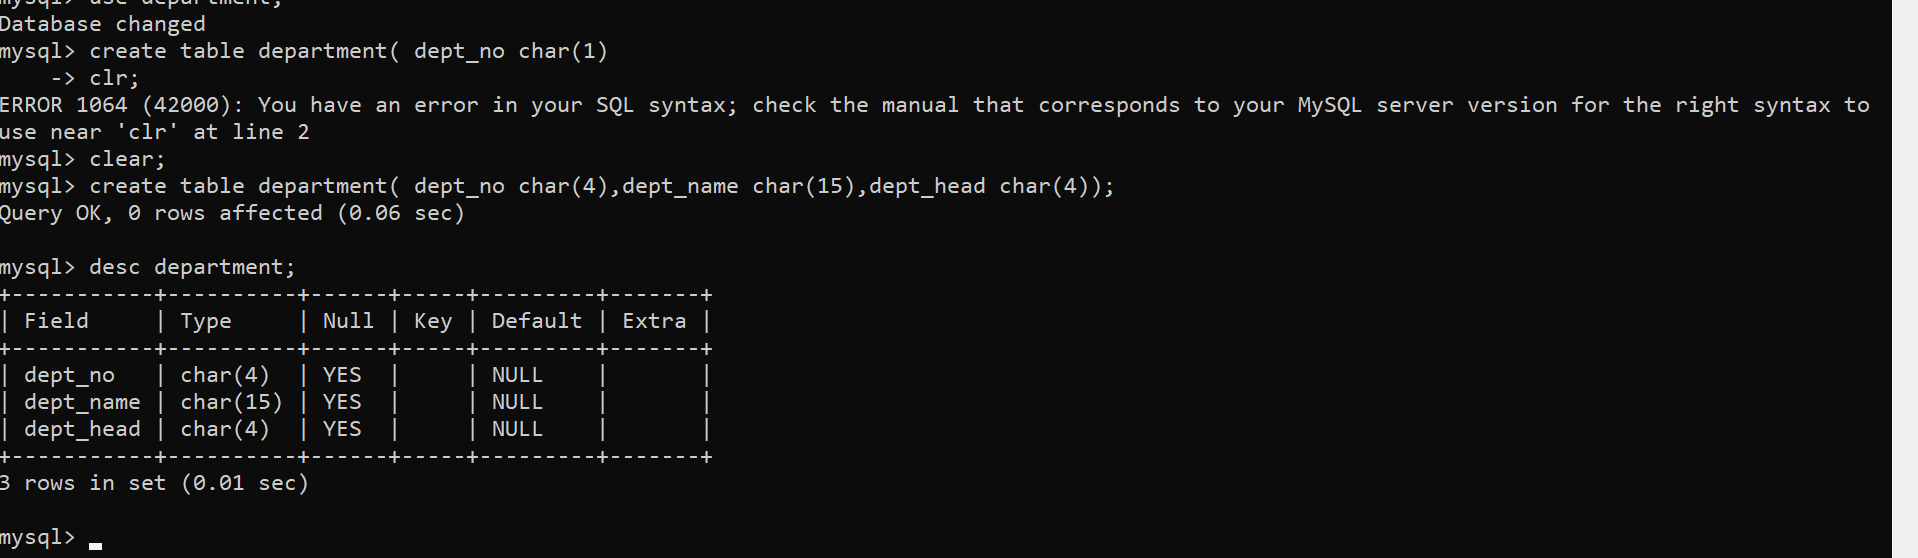 mysql> use department;
Database changed
mysql> create table department( dept_no char(1)
    -> clr;
ERROR 1064 (42000): You have an error in your SQL syntax; check the manual that corresponds to your MySQL server version for the right syntax to
use near 'clr' at line 2
mysql> clear;
mysql> create table department( dept_no char(4),dept_name char(15),dept_head char(4));
Query OK, 0 rows affected (0.06 sec)

mysql> desc department;
+-----------+----------+------+-----+---------+-------+
| Field     | Type     | Null | Key | Default | Extra |
+-----------+----------+------+-----+---------+-------+
| dept_no   | char(4)  | YES  |     | NULL    |       |
| dept_name | char(15) | YES  |     | NULL    |       |
| dept_head | char(4)  | YES  |     | NULL    |       |
+-----------+----------+------+-----+---------+-------+
3 rows in set (0.01 sec)

mysql>